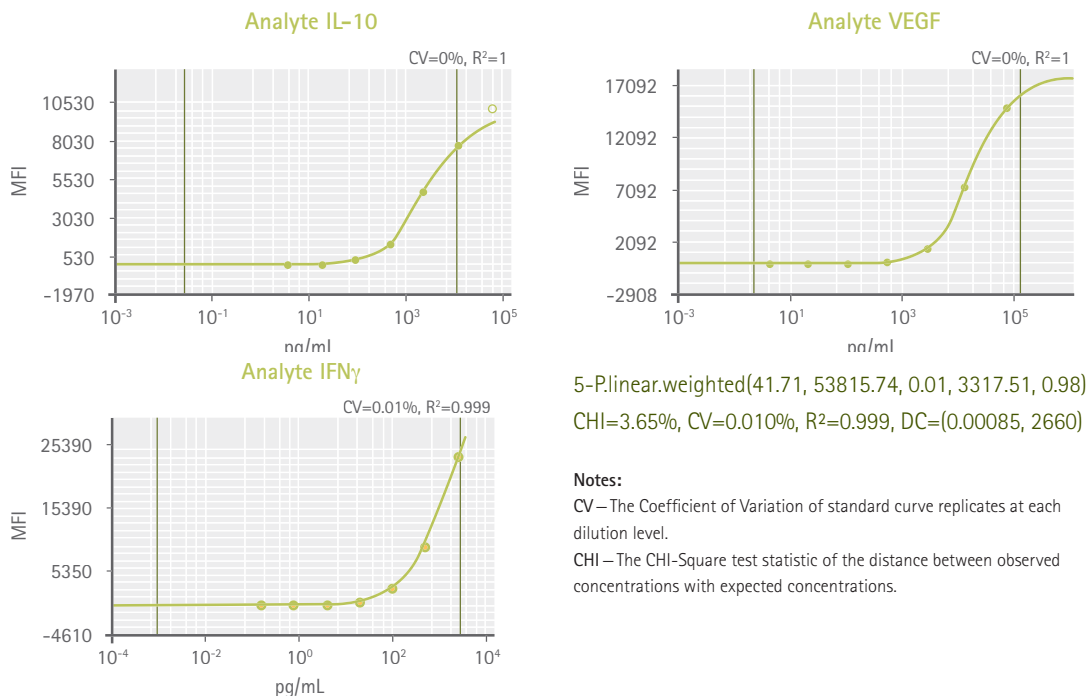 Analyte IL-10
CV=0%, R²=1
10530
8030
5530
3030
530
-1970
MFI
10⁻³
10⁻¹
10¹
10³
10⁵
pg/mL
Analyte VEGF
CV=0%, R²=1
17092
12092
7092
2092
-2908
MFI
10⁻³
10¹
10³
10⁵
pg/mL
Analyte IFNγ
CV=0.01%, R²=0.999
25390
15390
5350
-4610
MFI
10⁻⁴
10⁻²
10⁰
10²
10⁴
pg/mL
5-P.linear.weighted(41.71, 53815.74, 0.01, 3317.51, 0.98)
CHI=3.65%, CV=0.010%, R²=0.999, DC=(0.00085, 2660)
Notes:
CV – The Coefficient of Variation of standard curve replicates at each
dilution level.
CHI – The CHI-Square test statistic of the distance between observed
concentrations with expected concentrations.